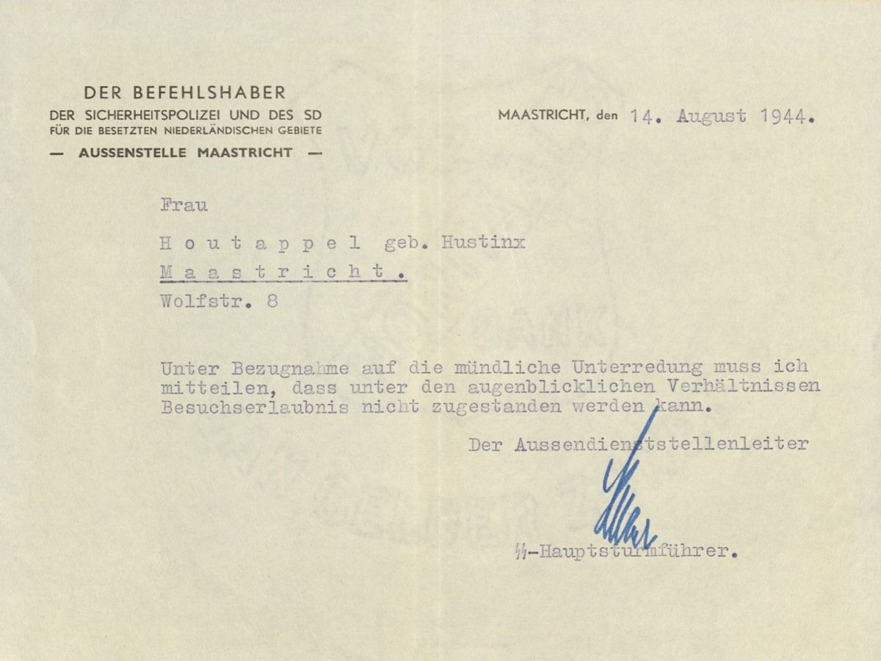 DER BEFEHLSHABER
DER SICHERHEITSPOLIZEI UND DES SD
FÜR DIE BESETZTEN NIEDERLÄNDISCHEN GEBIETE
— AUSSENSTELLE MAASTRICHT —
MAASTRICHT, den 14. August 1944.
Frau
H o u t a p p e l geb. Hustinx
M a a s t r i c h t .
Wolfstr. 8
Unter Bezugnahme auf die mündliche Unterredung muss ich
mitteilen, dass unter den augenblicklichen Verhältnissen
Besuchserlaubnis nicht zugestanden werden kann.
Der Aussendienststellenleiter
ᛋᛋ-Hauptsturmführer.